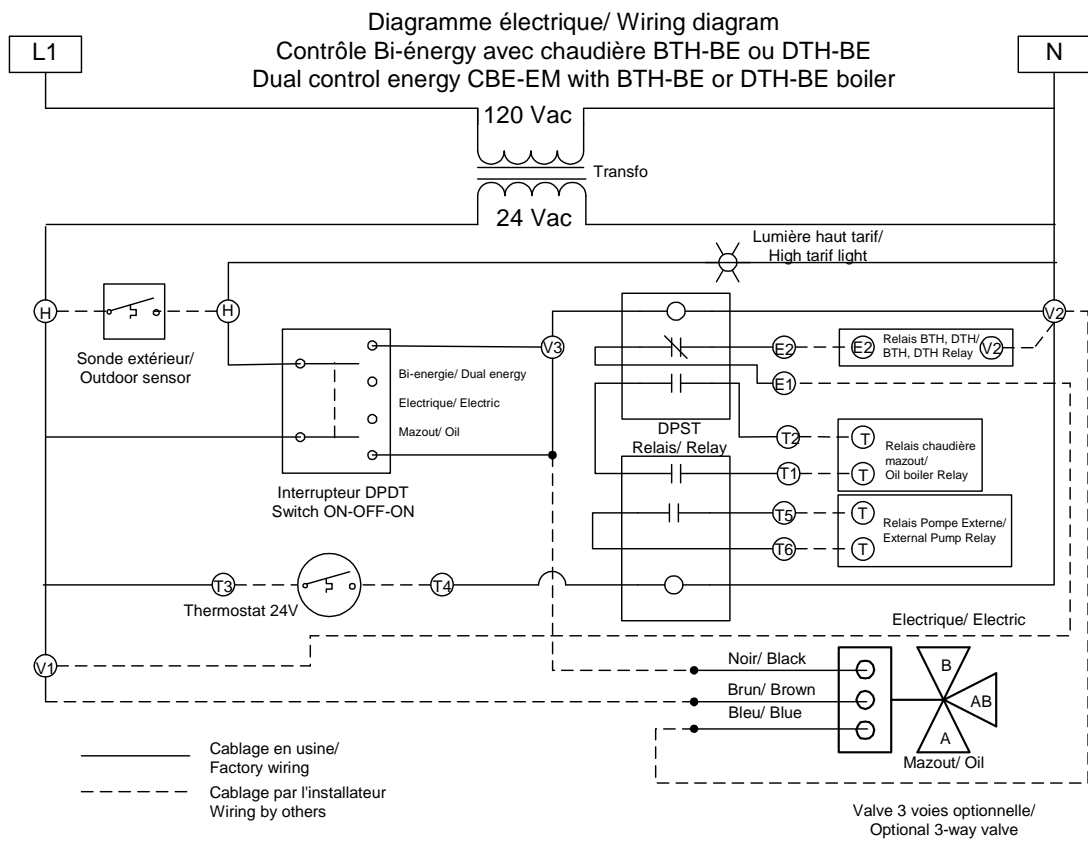 Diagramme électrique/ Wiring diagram
L1
Contrôle Bi-énergy avec chaudière BTH-BE ou DTH-BE
N
Dual control energy CBE-EM with BTH-BE or DTH-BE boiler
120 Vac
Transfo
24 Vac
Lumière haut tarif/
High tarif light
H
H
V2
Sonde extérieur/
Outdoor sensor
V3
E2
E2
Relais BTH, DTH/
BTH, DTH Relay
V2
Bi-energie/ Dual energy
E1
Electrique/ Electric
Mazout/ Oil
DPST
Relais/ Relay
T2
T
Relais chaudière
mazout/
Oil boiler Relay
T1
T
Interrupteur DPDT
Switch ON-OFF-ON
T5
T
Relais Pompe Externe/
External Pump Relay
T6
T
T3
T4
Thermostat 24V
Electrique/ Electric
V1
Noir/ Black
B
Brun/ Brown
AB
Bleu/ Blue
A
Mazout/ Oil
Cablage en usine/
Factory wiring
Cablage par l'installateur
Wiring by others
Valve 3 voies optionnelle/
Optional 3-way valve